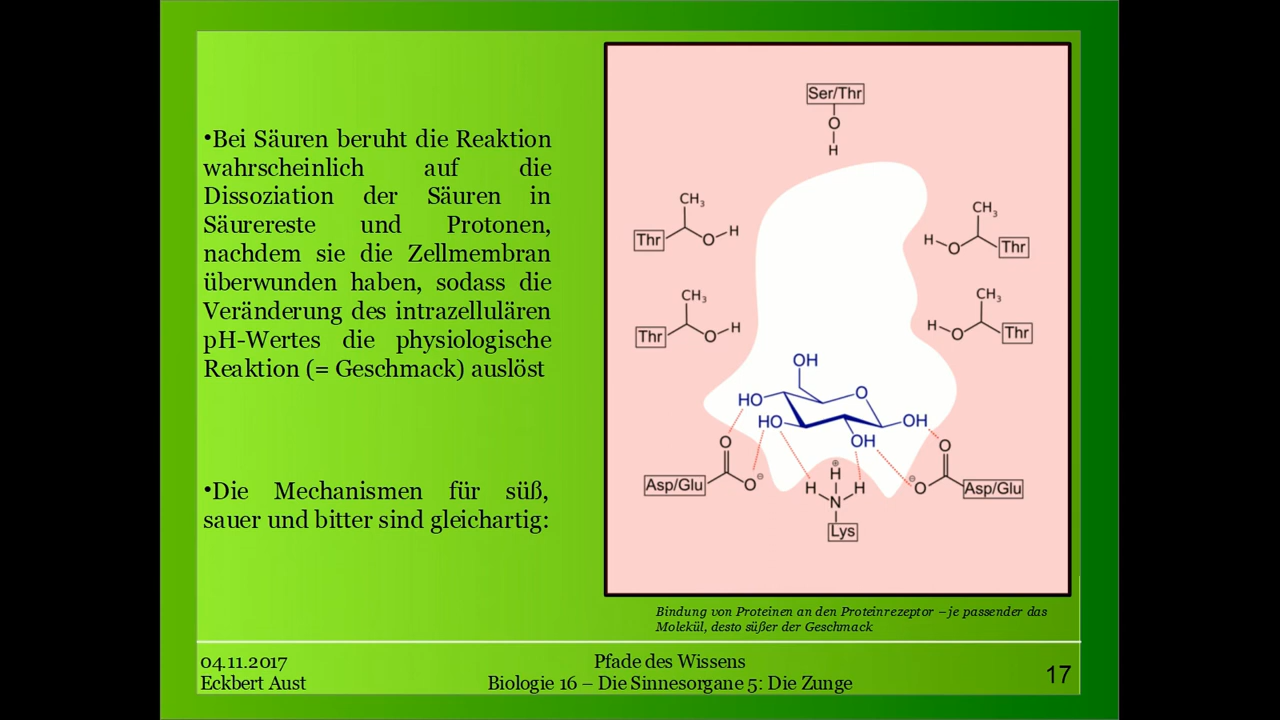 •Bei Säuren beruht die Reaktion
wahrscheinlich auf die
Dissoziation der Säuren in
Säurereste und Protonen,
nachdem sie die Zellmembran
überwunden haben, sodass die
Veränderung des intrazellulären
pH-Wertes die physiologische
Reaktion (= Geschmack) auslöst
•Die Mechanismen für süß,
sauer und bitter sind gleichartig:
Ser/Thr
O
H
CH₃
Thr
O
H
CH₃
H
O
Thr
CH₃
Thr
O
H
CH₃
H
O
Thr
OH
HO
O
HO
OH
OH
O
Asp/Glu
O⊖
⊕
H
H
H
N
Lys
O
⊖O
Asp/Glu
Bindung von Proteinen an den Proteinrezeptor – je passender das
Molekül, desto süßer der Geschmack
04.11.2017
Eckbert Aust
Pfade des Wissens
Biologie 16 – Die Sinnesorgane 5: Die Zunge
17